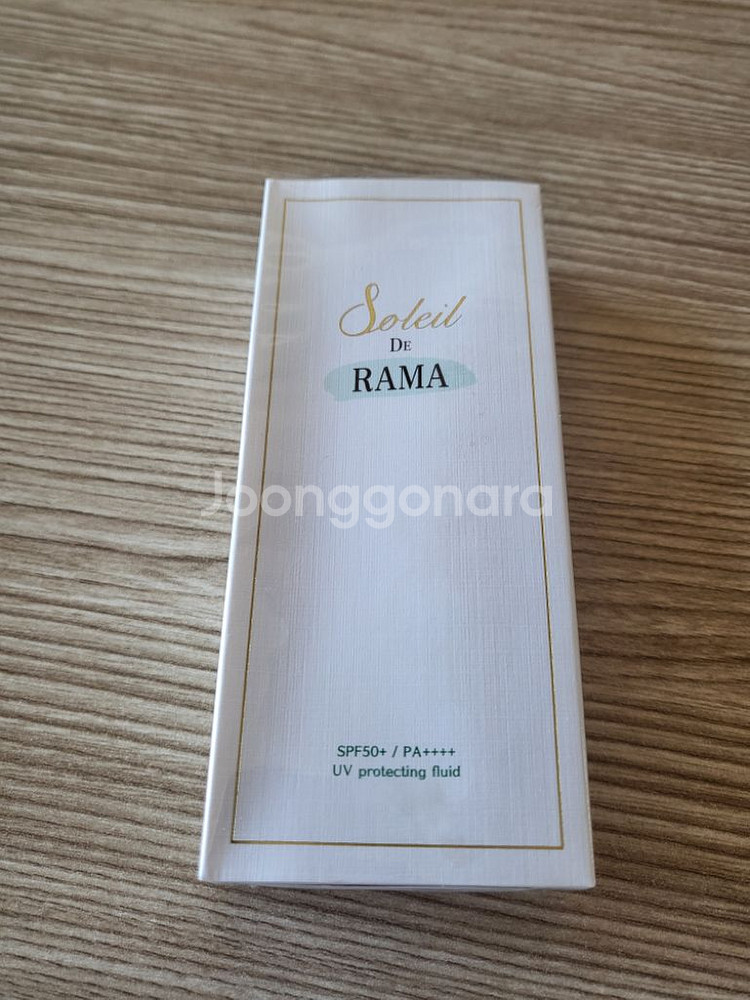 Soleil
DE
RAMA
Joonggonara
SPF50+ / PA++++
UV protecting fluid